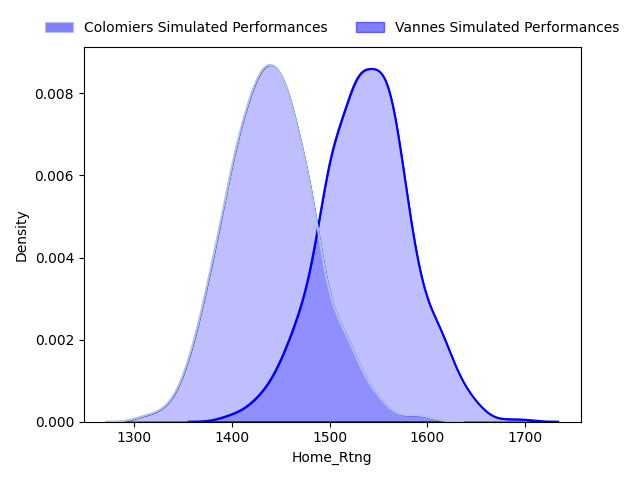 Colomiers Simulated Performances
Vannes Simulated Performances
0.008
0.006
0.004
0.002
0.000
Density
1300
1400
1500
1600
1700
Home_Rtng